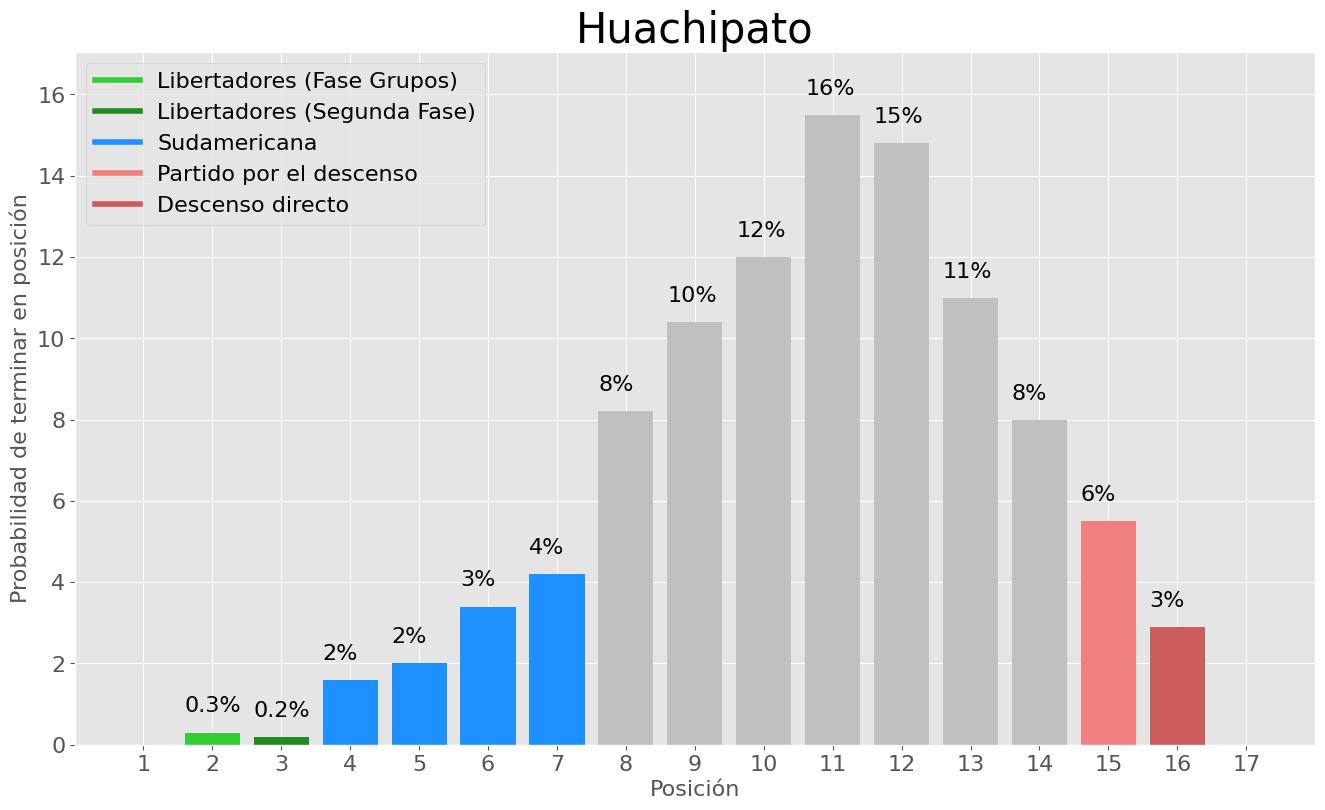 Huachipato
Libertadores (Fase Grupos)
Libertadores (Segunda Fase)
Sudamericana
Partido por el descenso
Descenso directo
Probabilidad de terminar en posición
16
14
12
10
8
6
4
2
0
0.3%
0.2%
2%
2%
3%
4%
8%
10%
12%
16%
15%
11%
8%
6%
3%
1 2 3 4 5 6 7 8 9 10 11 12 13 14 15 16 17
Posición